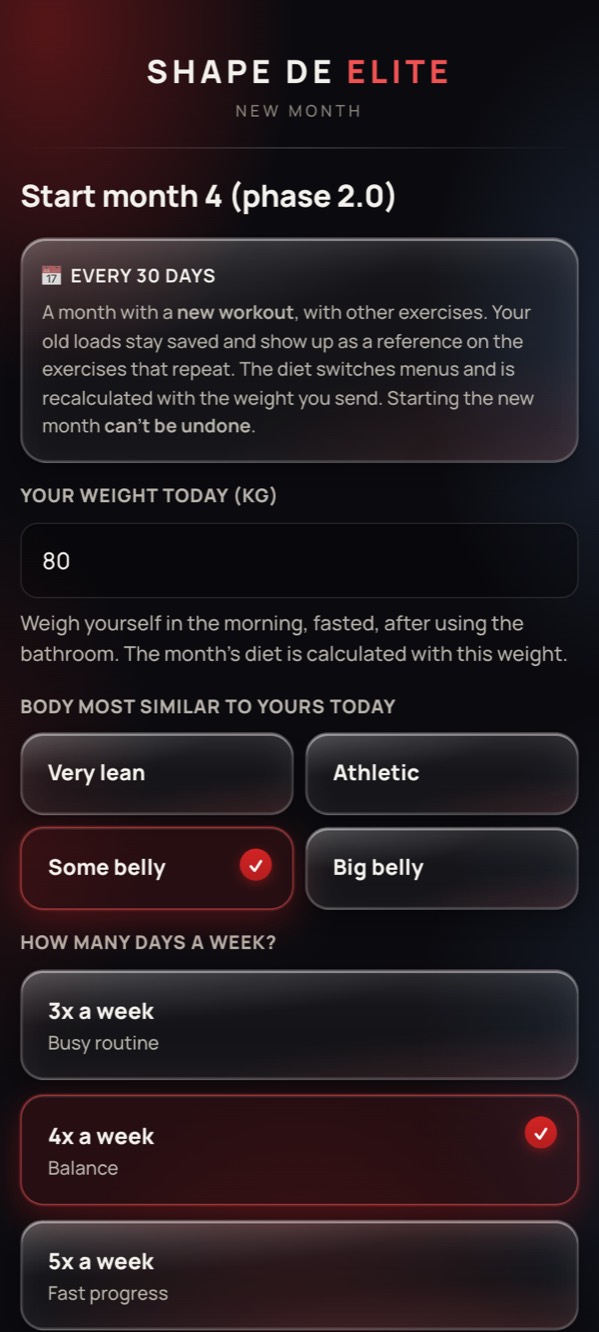 SHAPE DE ELITE
NEW MONTH
Start month 4 (phase 2.0)
17 EVERY 30 DAYS
A month with a new workout, with other exercises. Your
old loads stay saved and show up as a reference on the
exercises that repeat. The diet switches menus and is
recalculated with the weight you send. Starting the new
month can't be undone.
YOUR WEIGHT TODAY (KG)
80
Weigh yourself in the morning, fasted, after using the
bathroom. The month's diet is calculated with this weight.
BODY MOST SIMILAR TO YOURS TODAY
Very lean
Athletic
Some belly
Big belly
HOW MANY DAYS A WEEK?
3x a week
Busy routine
4x a week
Balance
5x a week
Fast progress